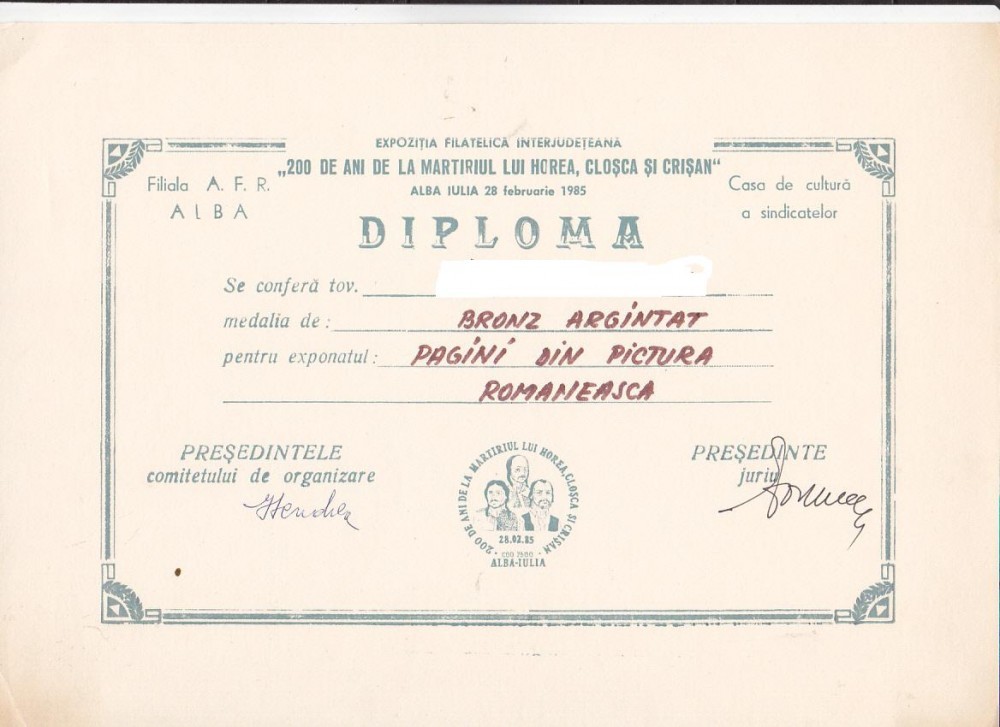 EXPOZIȚIA FILATELICĂ INTERJUDEȚEANĂ
„200 DE ANI DE LA MARTIRIUL LUI HOREA, CLOȘCA ȘI CRIȘAN“
ALBA IULIA 28 februarie 1985
Filiala A. F. R.
ALBA
Casa de cultură
a sindicatelor
DIPLOMA
Se conferă tov.
medalia de: BRONZ ARGINTAT
pentru exponatul: PAGINI DIN PICTURA
ROMANEASCA
PREȘEDINTELE
comitetului de organizare
PREȘEDINTE
juriu
200 DE ANI DE LA MARTIRIUL LUI HOREA, CLOȘCA ȘI CRIȘAN
28.02.85
COD 2500
ALBA-IULIA